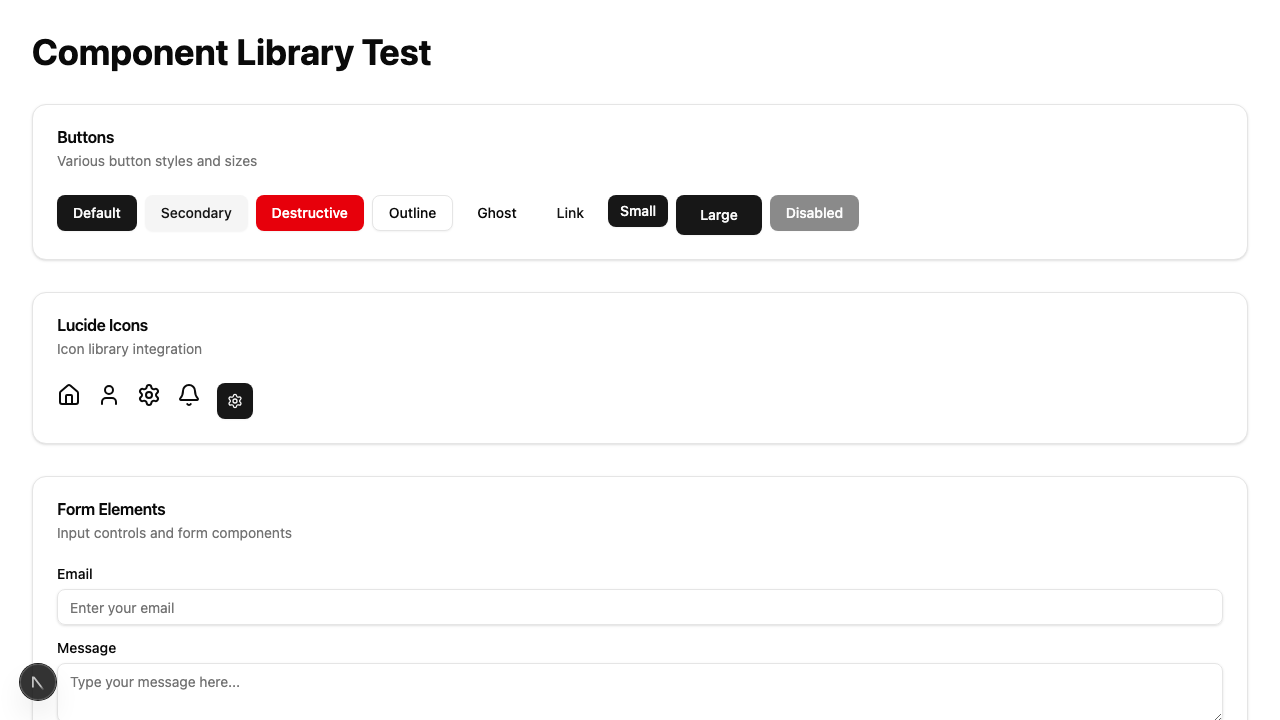 Component Library Test
Buttons
Various button styles and sizes
Default Secondary Destructive Outline Ghost Link Small Large Disabled
Lucide Icons
Icon library integration
Form Elements
Input controls and form components
Email
Enter your email
Message
Type your message here...